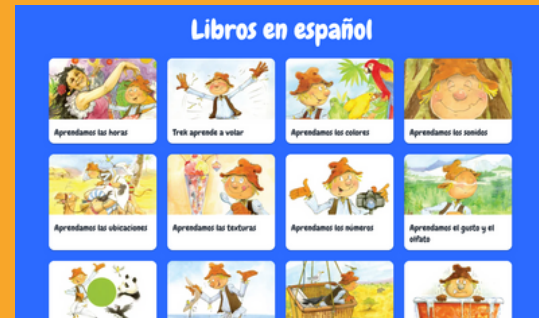 Libros en español
Aprendamos las horas
Trek aprende a volar
Aprendamos los colores
Aprendamos los sonidos
Aprendamos las ubicaciones
Aprendamos las texturas
Aprendamos los números
Aprendamos el gusto y el
olfato